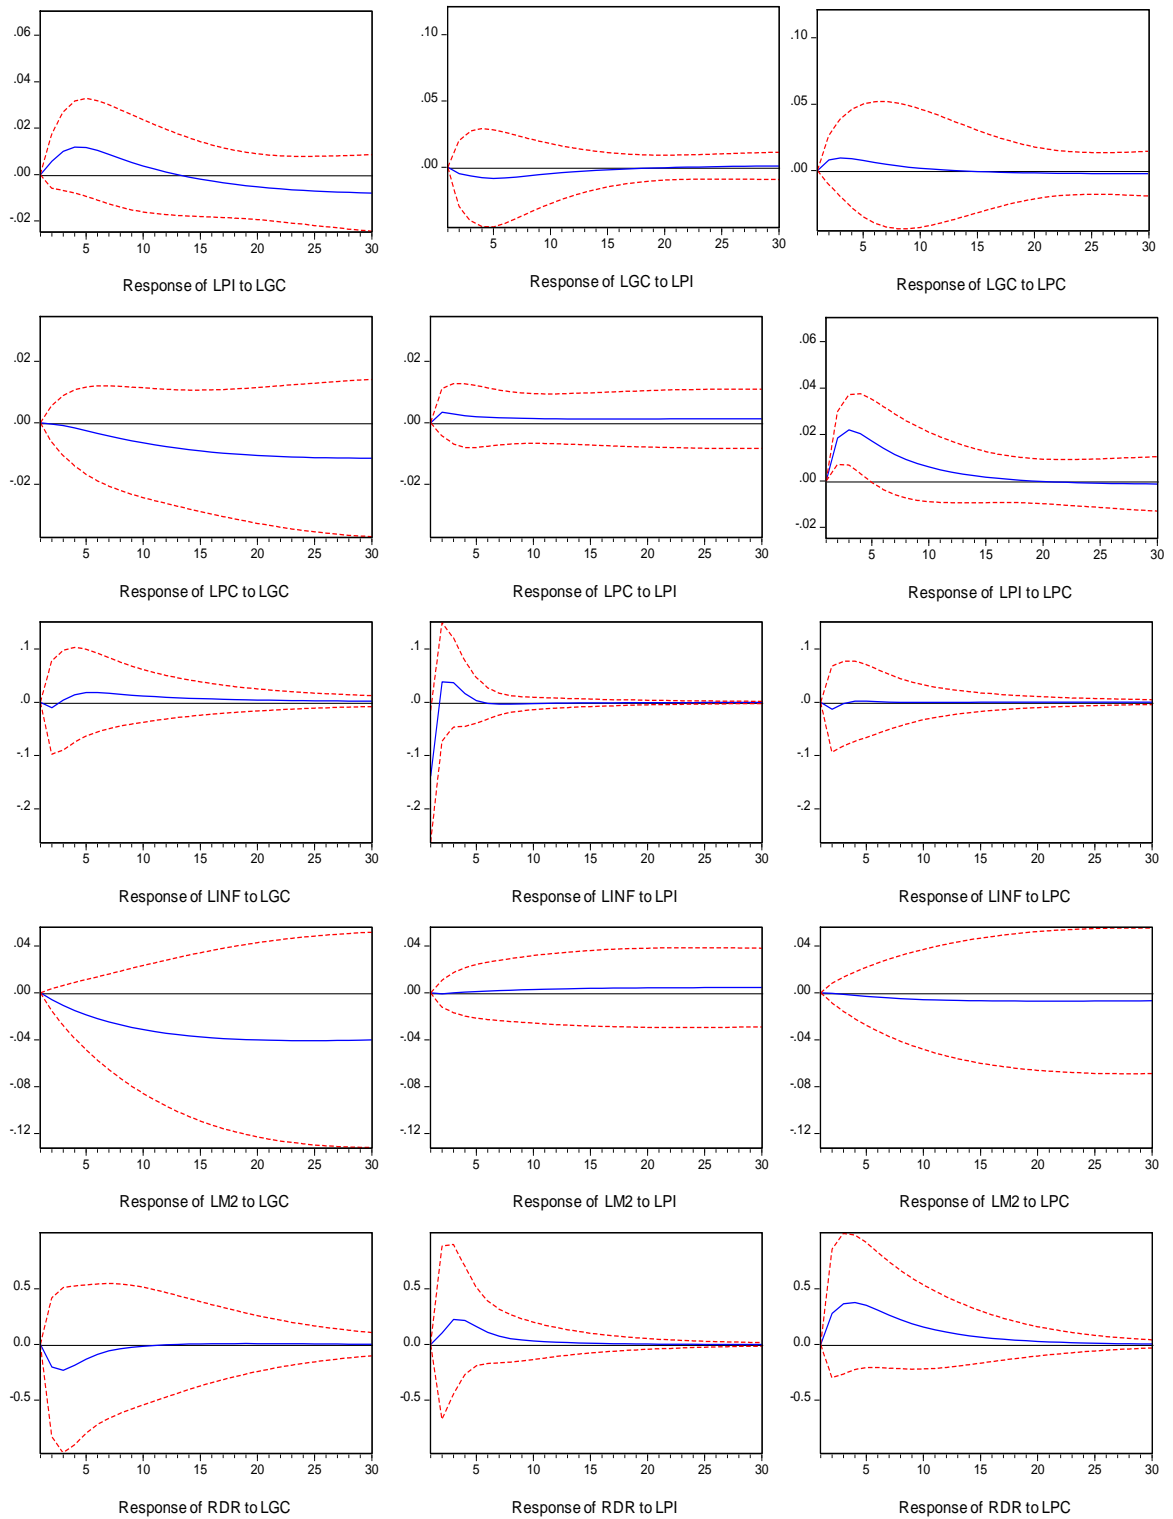 .06
.04
.02
.00
-.02
5 10 15 20 25 30
Response of LPI to LGC
.10
.05
.00
5 10 15 20 25 30
Response of LGC to LPI
.10
.05
.00
5 10 15 20 25 30
Response of LGC to LPC
.02
.00
-.02
5 10 15 20 25 30
Response of LPC to LGC
.02
.00
-.02
5 10 15 20 25 30
Response of LPC to LPI
.06
.04
.02
.00
-.02
5 10 15 20 25 30
Response of LPI to LPC
.1
.0
-.1
-.2
5 10 15 20 25 30
Response of LINF to LGC
.1
.0
-.1
-.2
5 10 15 20 25 30
Response of LINF to LPI
.1
.0
-.1
-.2
5 10 15 20 25 30
Response of LINF to LPC
.04
.00
-.04
-.08
-.12
5 10 15 20 25 30
Response of LM2 to LGC
.04
.00
-.04
-.08
-.12
5 10 15 20 25 30
Response of LM2 to LPI
.04
.00
-.04
-.08
-.12
5 10 15 20 25 30
Response of LM2 to LPC
0.5
0.0
-0.5
5 10 15 20 25 30
Response of RDR to LGC
0.5
0.0
-0.5
5 10 15 20 25 30
Response of RDR to LPI
0.5
0.0
-0.5
5 10 15 20 25 30
Response of RDR to LPC